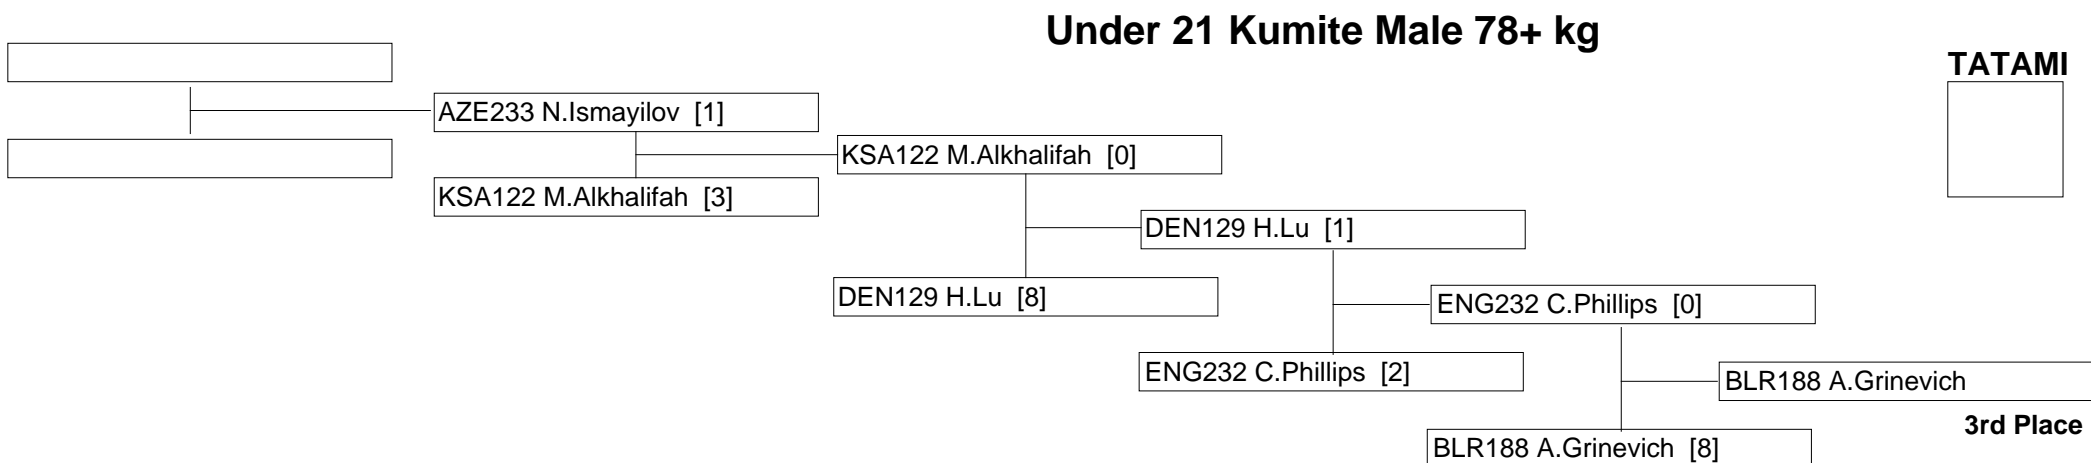 Under 21 Kumite Male 78+ kg
TATAMI
AZE233 N.Ismayilov [1]
KSA122 M.Alkhalifah [0]
KSA122 M.Alkhalifah [3]
DEN129 H.Lu [1]
DEN129 H.Lu [8]
ENG232 C.Phillips [0]
ENG232 C.Phillips [2]
BLR188 A.Grinevich
3rd Place
BLR188 A.Grinevich [8]